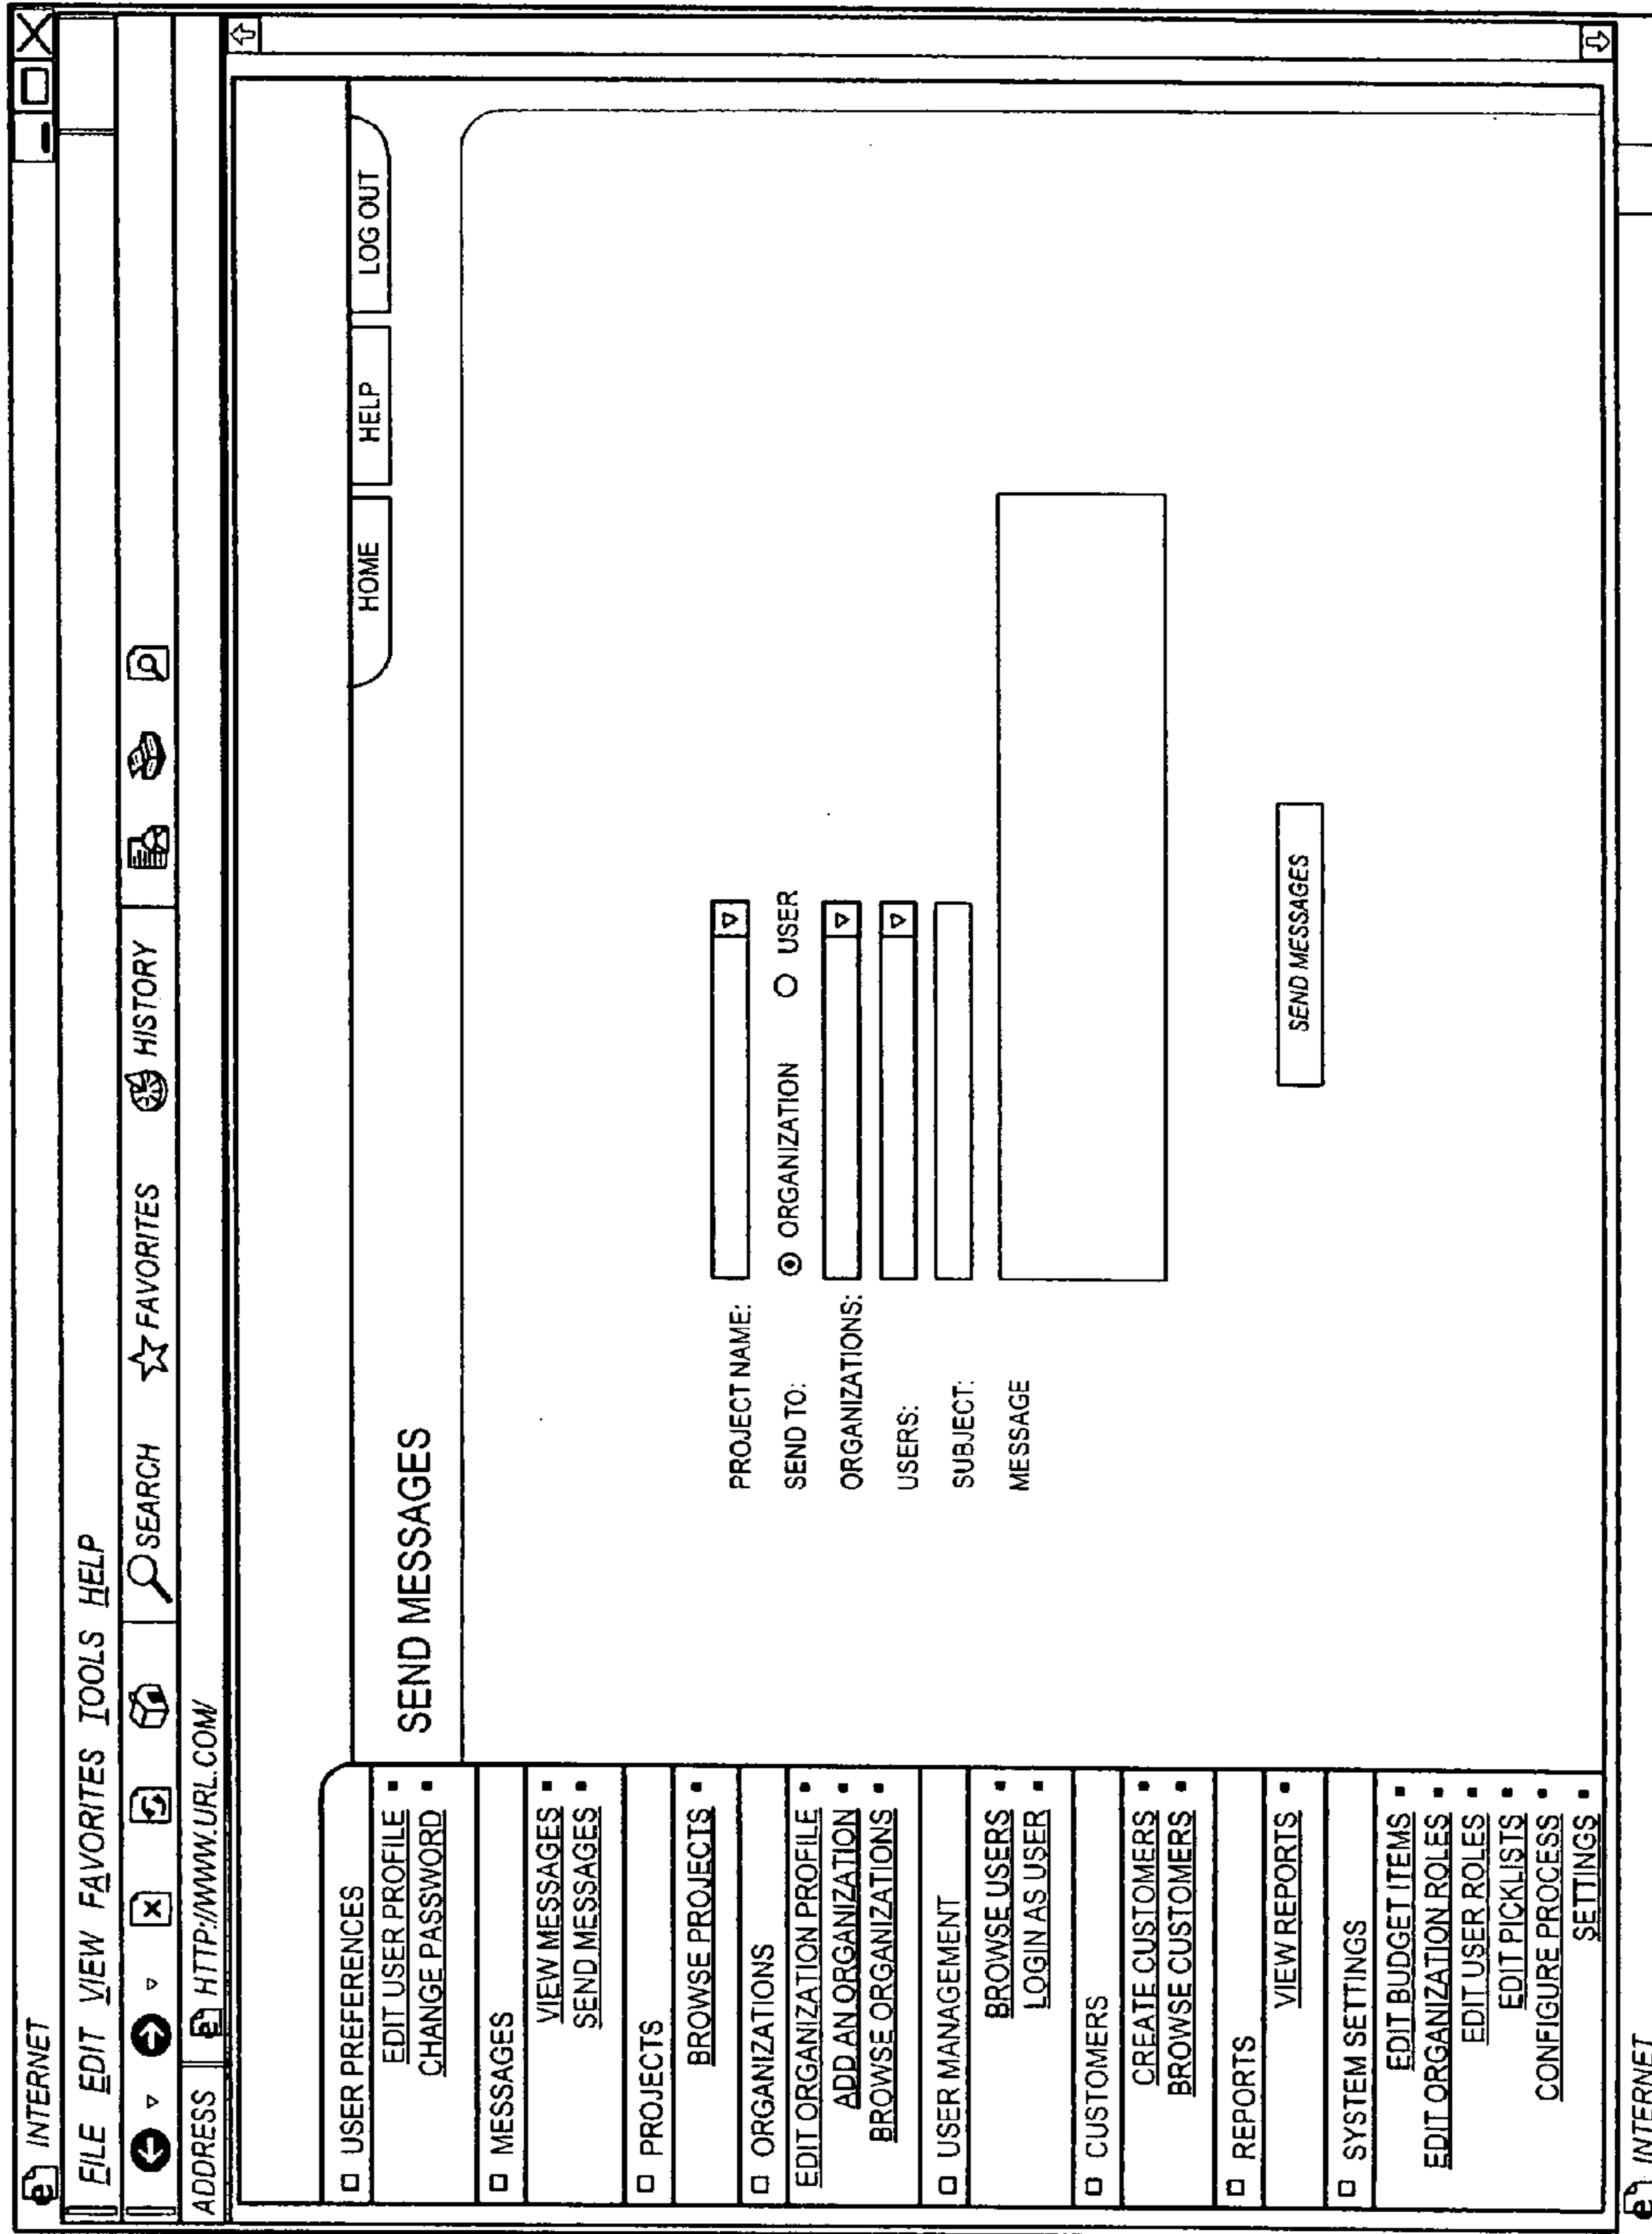 INTERNET
FILE EDIT VIEW FAVORITES TOOLS HELP
SEARCH FAVORITES HISTORY
ADDRESS HTTP://WWW.URL.COM/
HOME HELP LOG OUT
SEND MESSAGES
USER PREFERENCES
EDIT USER PROFILE
CHANGE PASSWORD
MESSAGES
VIEW MESSAGES
SEND MESSAGES
PROJECTS
BROWSE PROJECTS
ORGANIZATIONS
EDIT ORGANIZATION PROFILE
ADD AN ORGANIZATION
BROWSE ORGANIZATIONS
USER MANAGEMENT
BROWSE USERS
LOGIN AS USER
CUSTOMERS
CREATE CUSTOMERS
BROWSE CUSTOMERS
REPORTS
VIEW REPORTS
SYSTEM SETTINGS
EDIT BUDGET ITEMS
EDIT ORGANIZATION ROLES
EDIT USER ROLES
EDIT PICKLISTS
CONFIGURE PROCESS
SETTINGS
PROJECT NAME:
SEND TO: ORGANIZATION USER
ORGANIZATIONS:
USERS:
SUBJECT:
MESSAGE
SEND MESSAGES
INTERNET